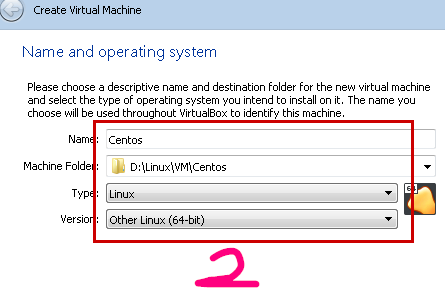 Create Virtual Machine
Name and operating system
Please choose a descriptive name and destination folder for the new virtual machine
and select the type of operating system you intend to install on it. The name you
choose will be used throughout VirtualBox to identify this machine.
Name: Centos
Machine Folder: D:\Linux\VM\Centos
Type: Linux
64
Version: Other Linux (64-bit)
2